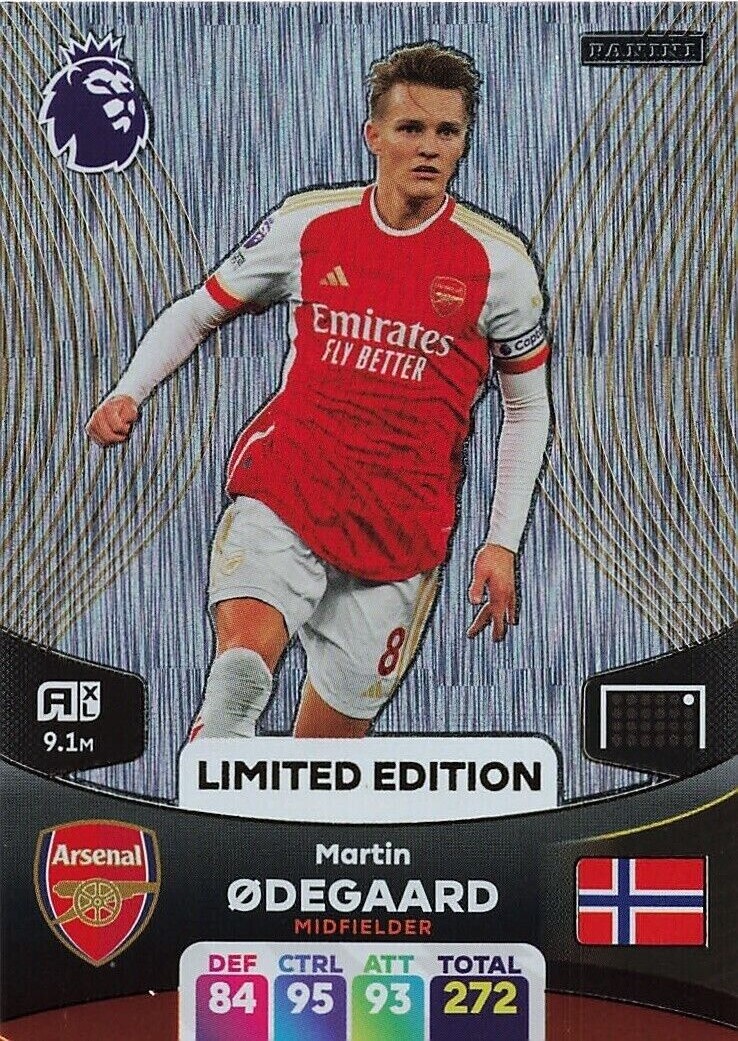 PANINI
Emirates
FLY BETTER
8
XL
9.1M
LIMITED EDITION
Arsenal
Martin
ØDEGAARD
MIDFIELDER
DEF CTRL ATT TOTAL
84 95 93 272